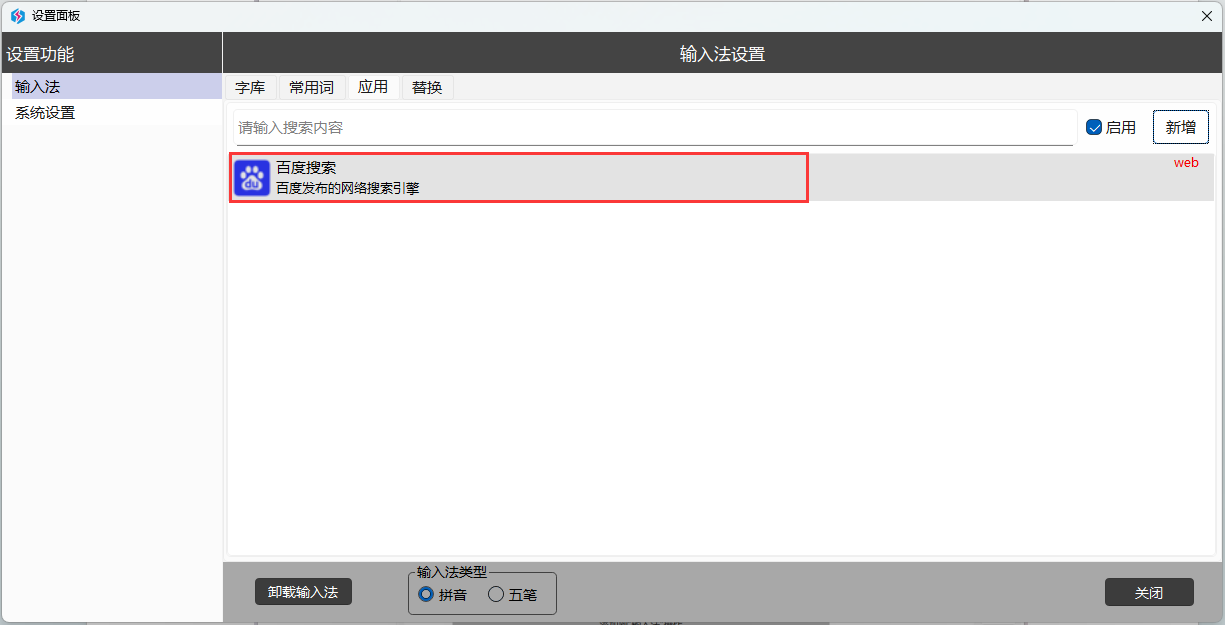 设置面板
设置功能
输入法设置
输入法
系统设置
字库 常用词 应用 替换
请输入搜索内容
启用
新增
百度搜索
百度发布的网络搜索引擎
web
du
卸载输入法
输入法类型
拼音 五笔
关闭